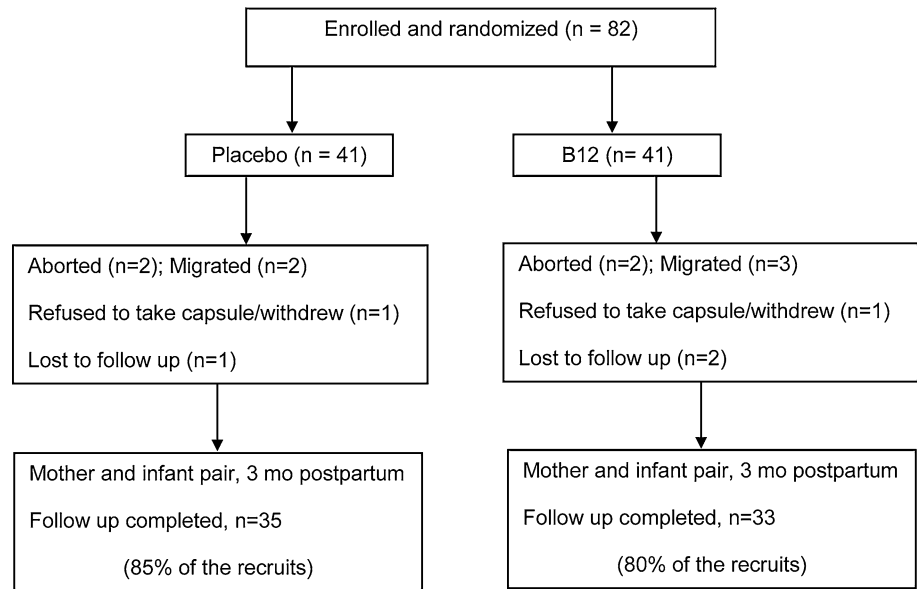 Enrolled and randomized (n = 82)
Placebo (n = 41)
B12 (n= 41)
Aborted (n=2); Migrated (n=2)
Refused to take capsule/withdrew (n=1)
Lost to follow up (n=1)
Aborted (n=2); Migrated (n=3)
Refused to take capsule/withdrew (n=1)
Lost to follow up (n=2)
Mother and infant pair, 3 mo postpartum
Follow up completed, n=35
(85% of the recruits)
Mother and infant pair, 3 mo postpartum
Follow up completed, n=33
(80% of the recruits)